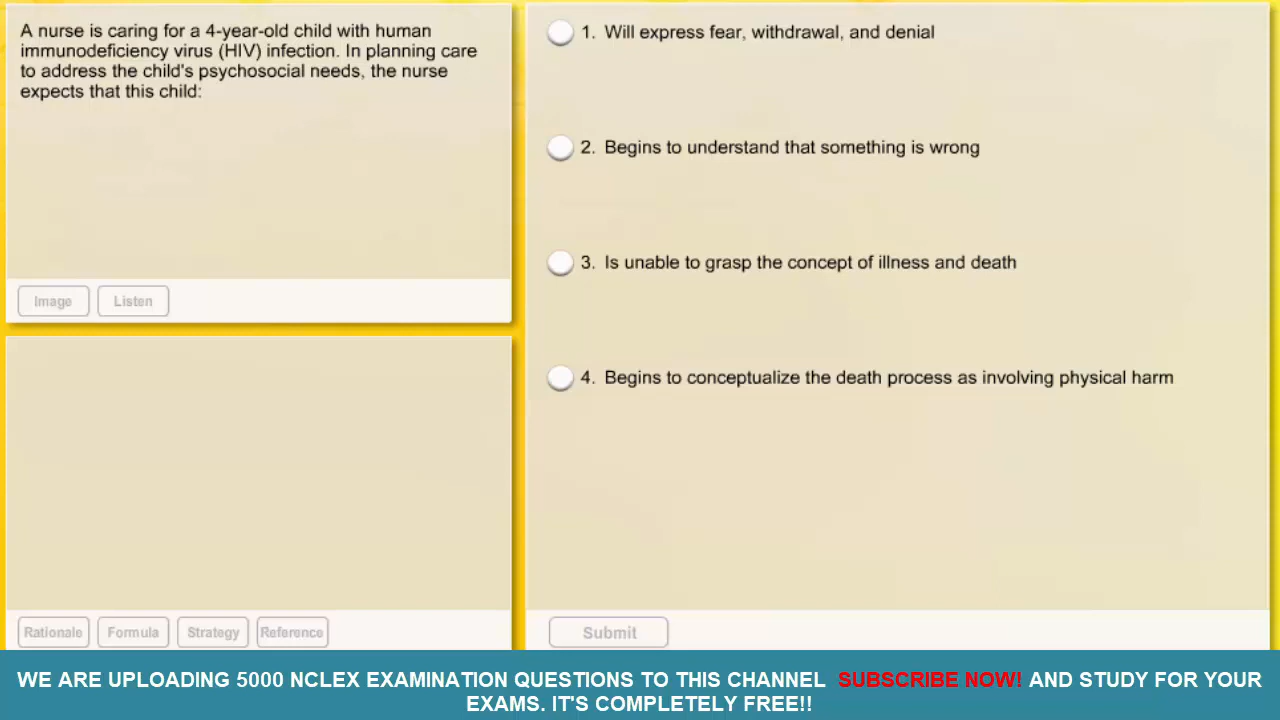 A nurse is caring for a 4-year-old child with human
immunodeficiency virus (HIV) infection. In planning care
to address the child's psychosocial needs, the nurse
expects that this child:
Image Listen
1. Will express fear, withdrawal, and denial
2. Begins to understand that something is wrong
3. Is unable to grasp the concept of illness and death
4. Begins to conceptualize the death process as involving physical harm
Rationale Formula Strategy Reference
Submit
WE ARE UPLOADING 5000 NCLEX EXAMINATION QUESTIONS TO THIS CHANNEL SUBSCRIBE NOW! AND STUDY FOR YOUR
EXAMS. IT'S COMPLETELY FREE!!